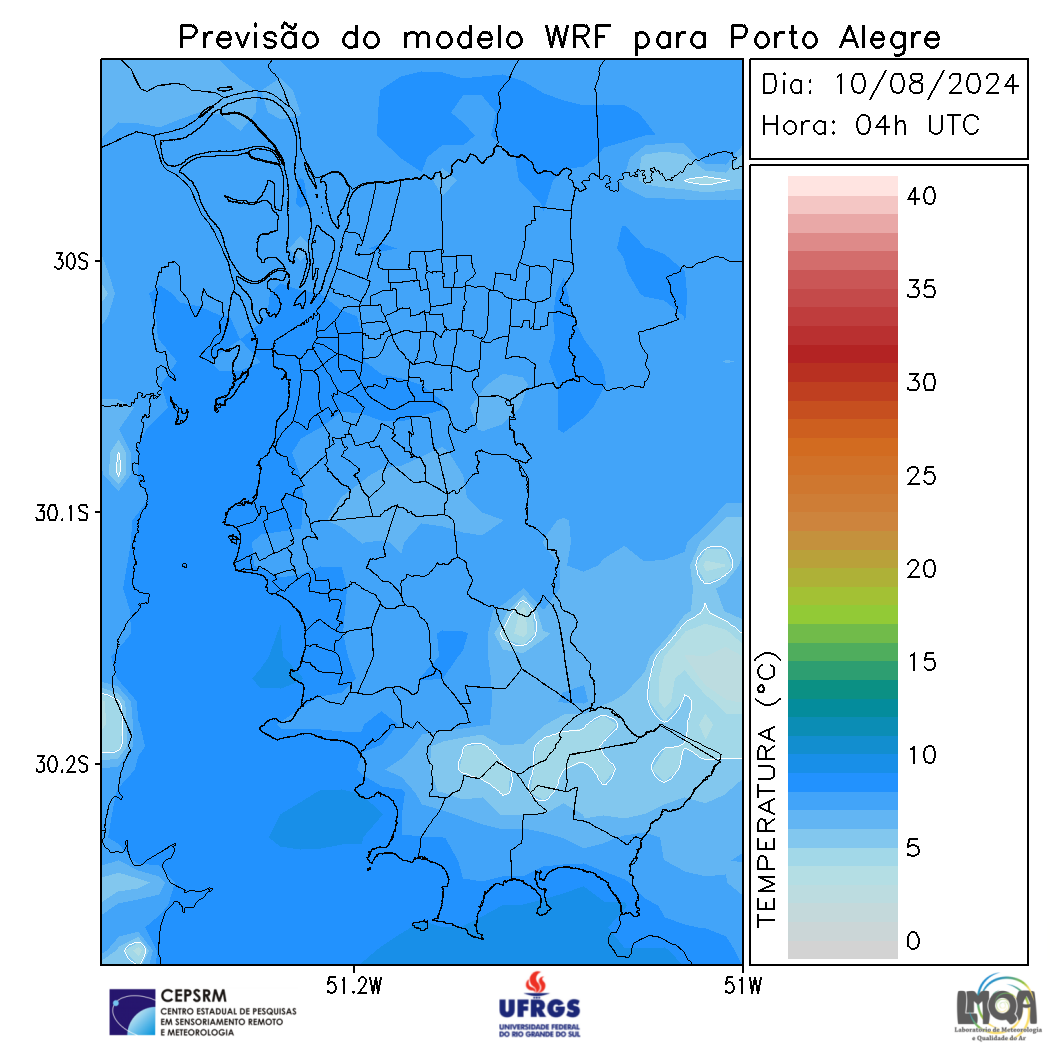 Previsão do modelo WRF para Porto Alegre
Dia: 10/08/2024
Hora: 04h UTC
30S
30.1S
30.2S
51.2W
51W
TEMPERATURA (°C)
40
35
30
25
20
15
10
5
0
CEPSRM
CENTRO ESTADUAL DE PESQUISAS
EM SENSORIAMENTO REMOTO
E METEOROLOGIA
UFRGS
UNIVERSIDADE FEDERAL
DO RIO GRANDE DO SUL
LMQA
Laboratório de Meteorologia
e Qualidade do Ar